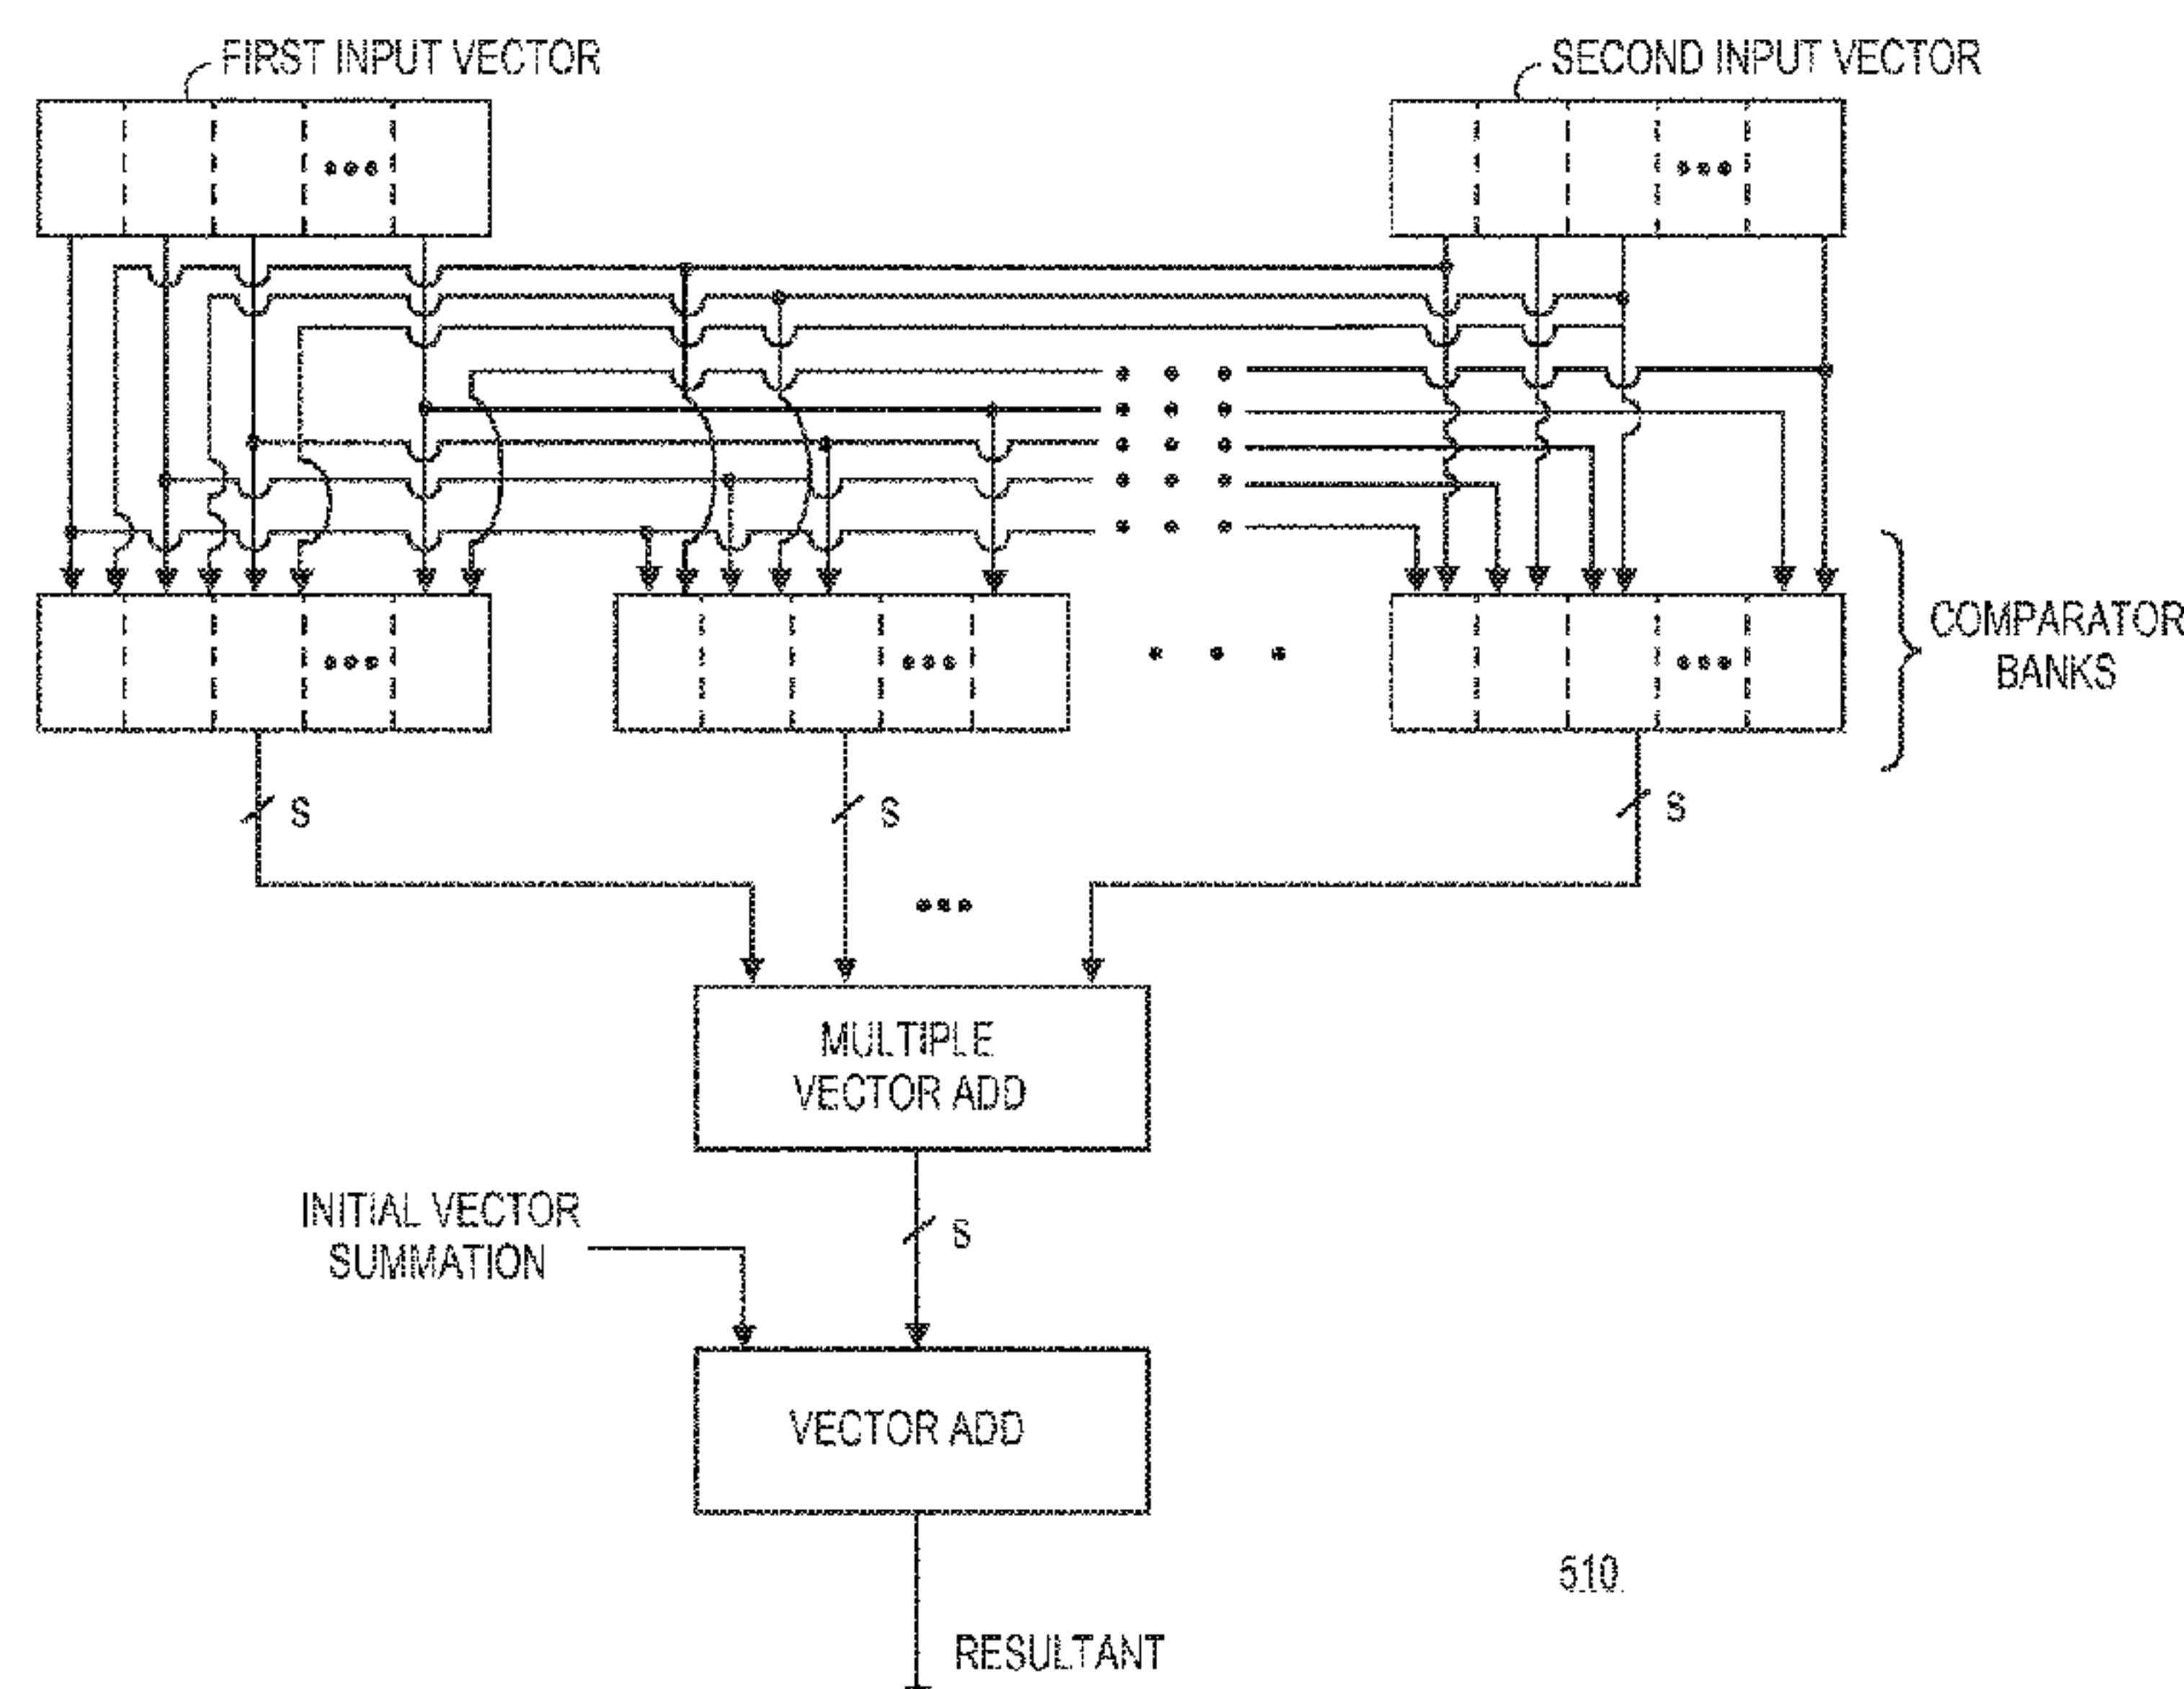 FIRST INPUT VECTOR
SECOND INPUT VECTOR
COMPARATOR
BANKS
S
S
S
MULTIPLE
VECTOR ADD
INITIAL VECTOR
SUMMATION
S
VECTOR ADD
510
RESULTANT